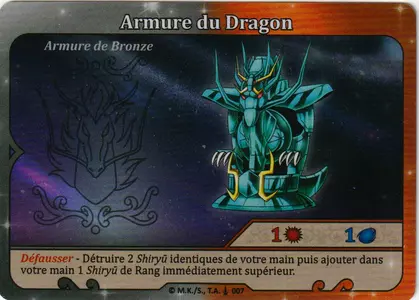 Armure du Dragon
Armure de Bronze
1 1
Défausser - Détruire 2 Shiryû identiques de votre main puis ajouter dans
votre main 1 Shiryû de Rang immédiatement supérieur.
© M.K./S., T.A. 007